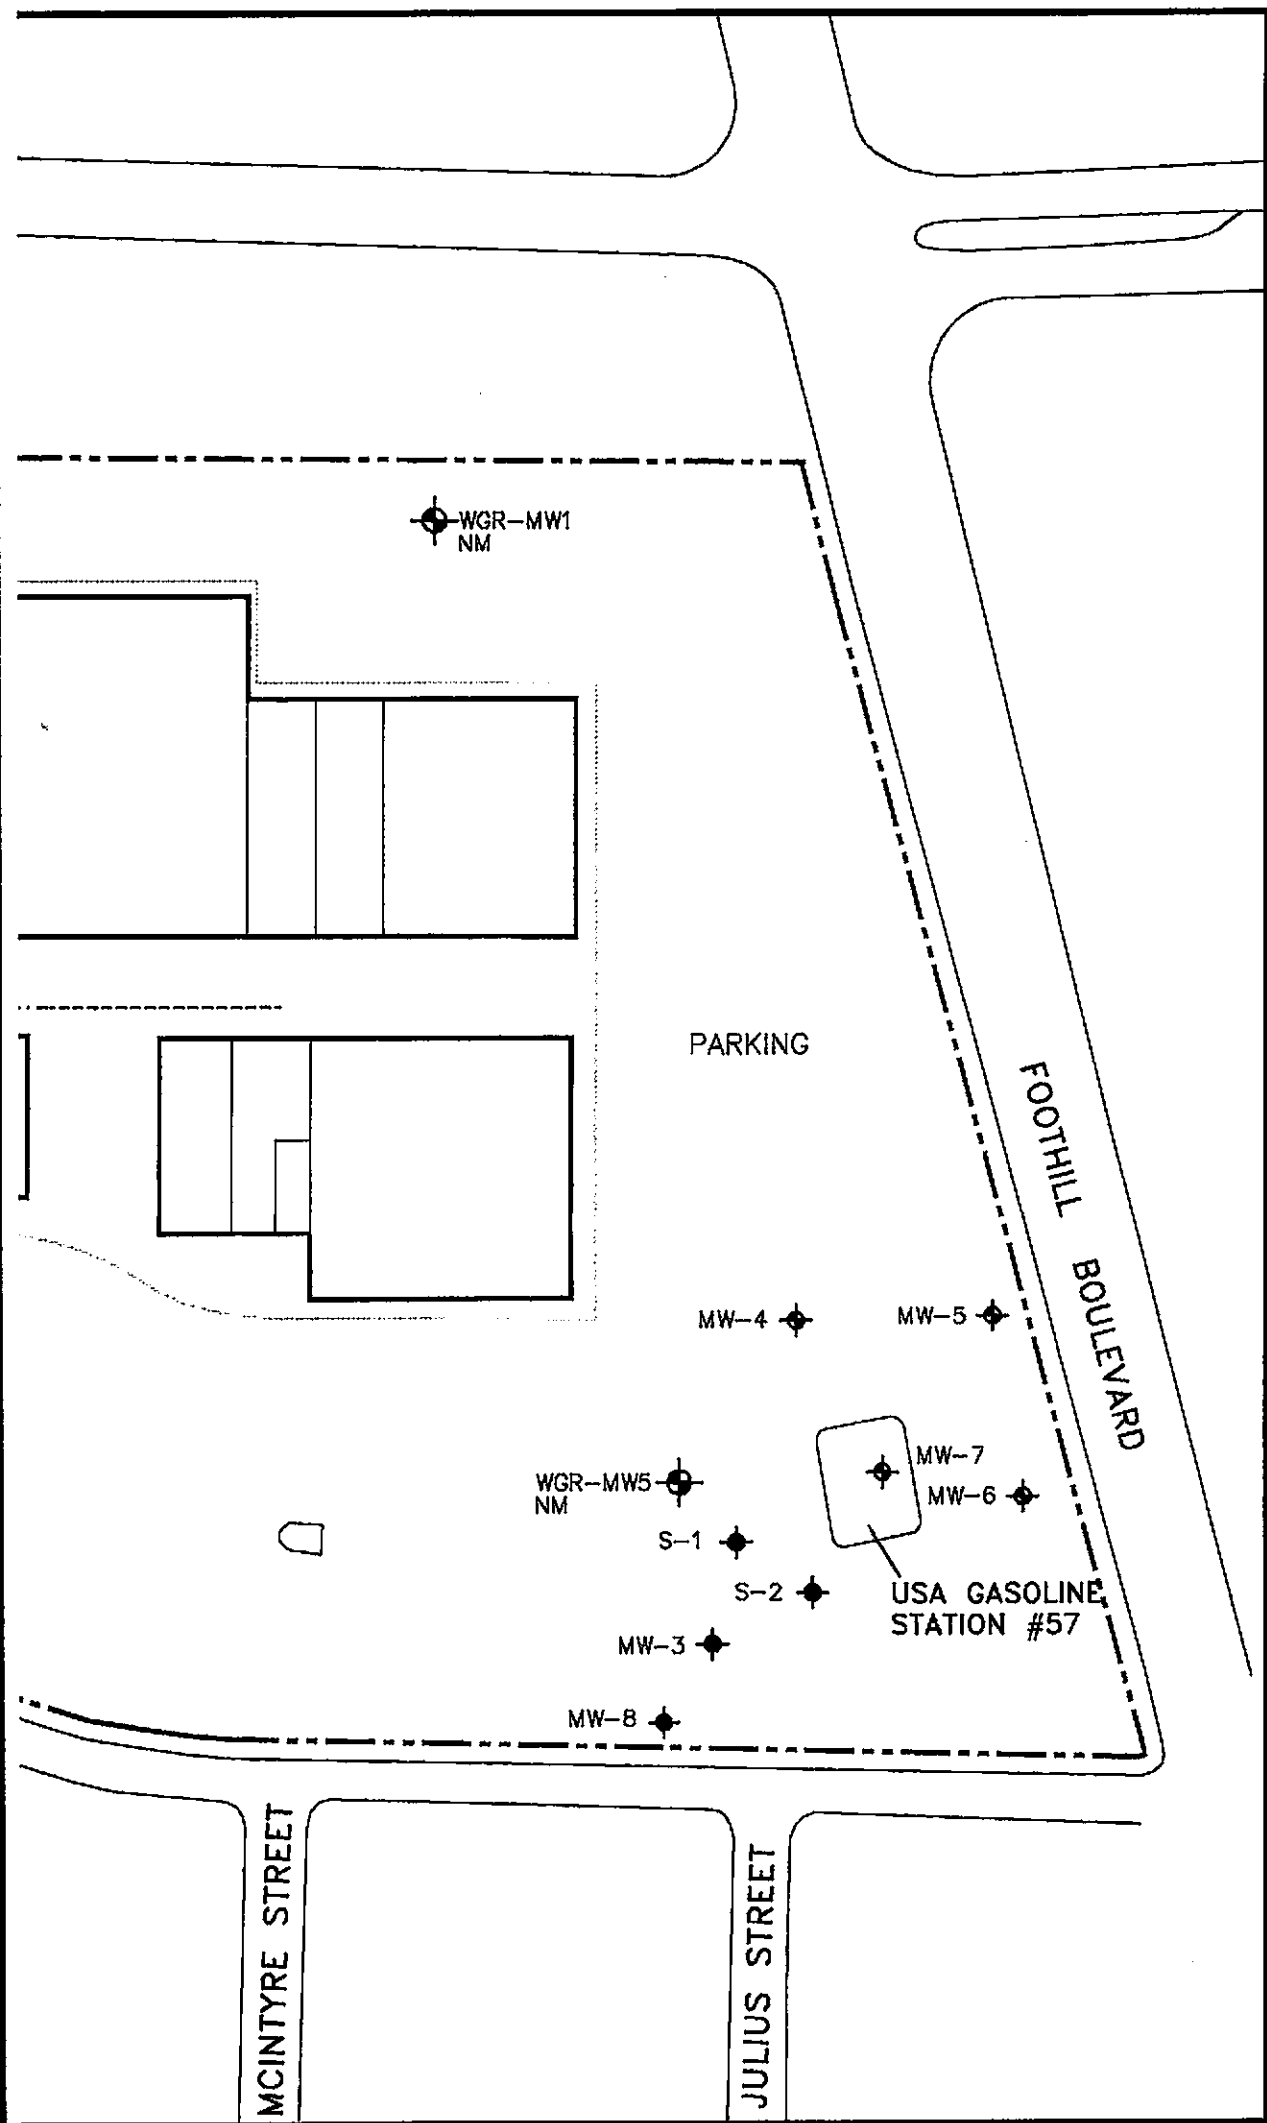 WGR-MW1
NM
PARKING
FOOTHILL BOULEVARD
MW-4
MW-5
MW-7
WGR-MW5
NM
MW-6
S-1
S-2
USA GASOLINE
STATION #57
MW-3
MW-8
MCINTYRE STREET
JULIUS STREET